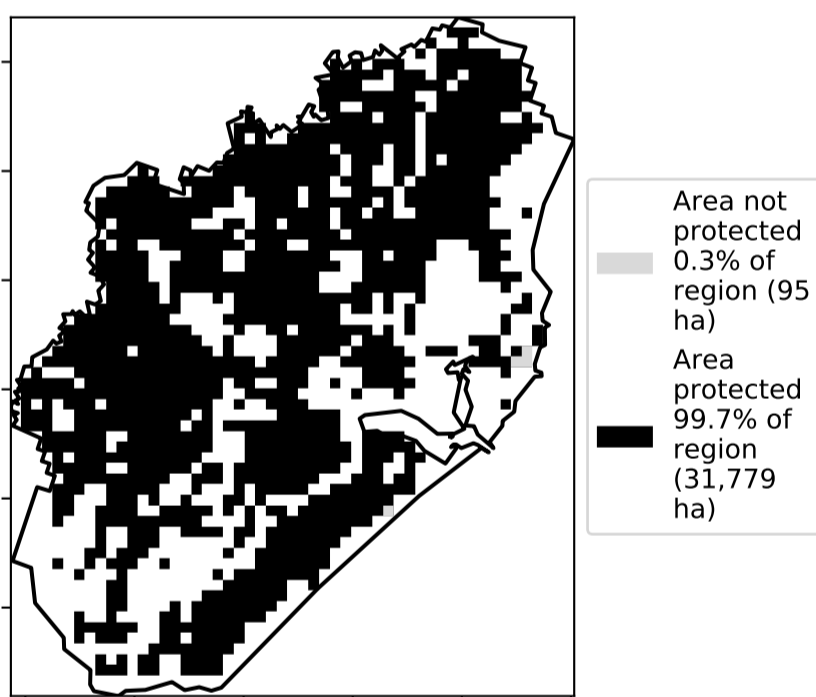 Area not
protected
0.3% of
region (95
ha)
Area
protected
99.7% of
region
(31,779
ha)